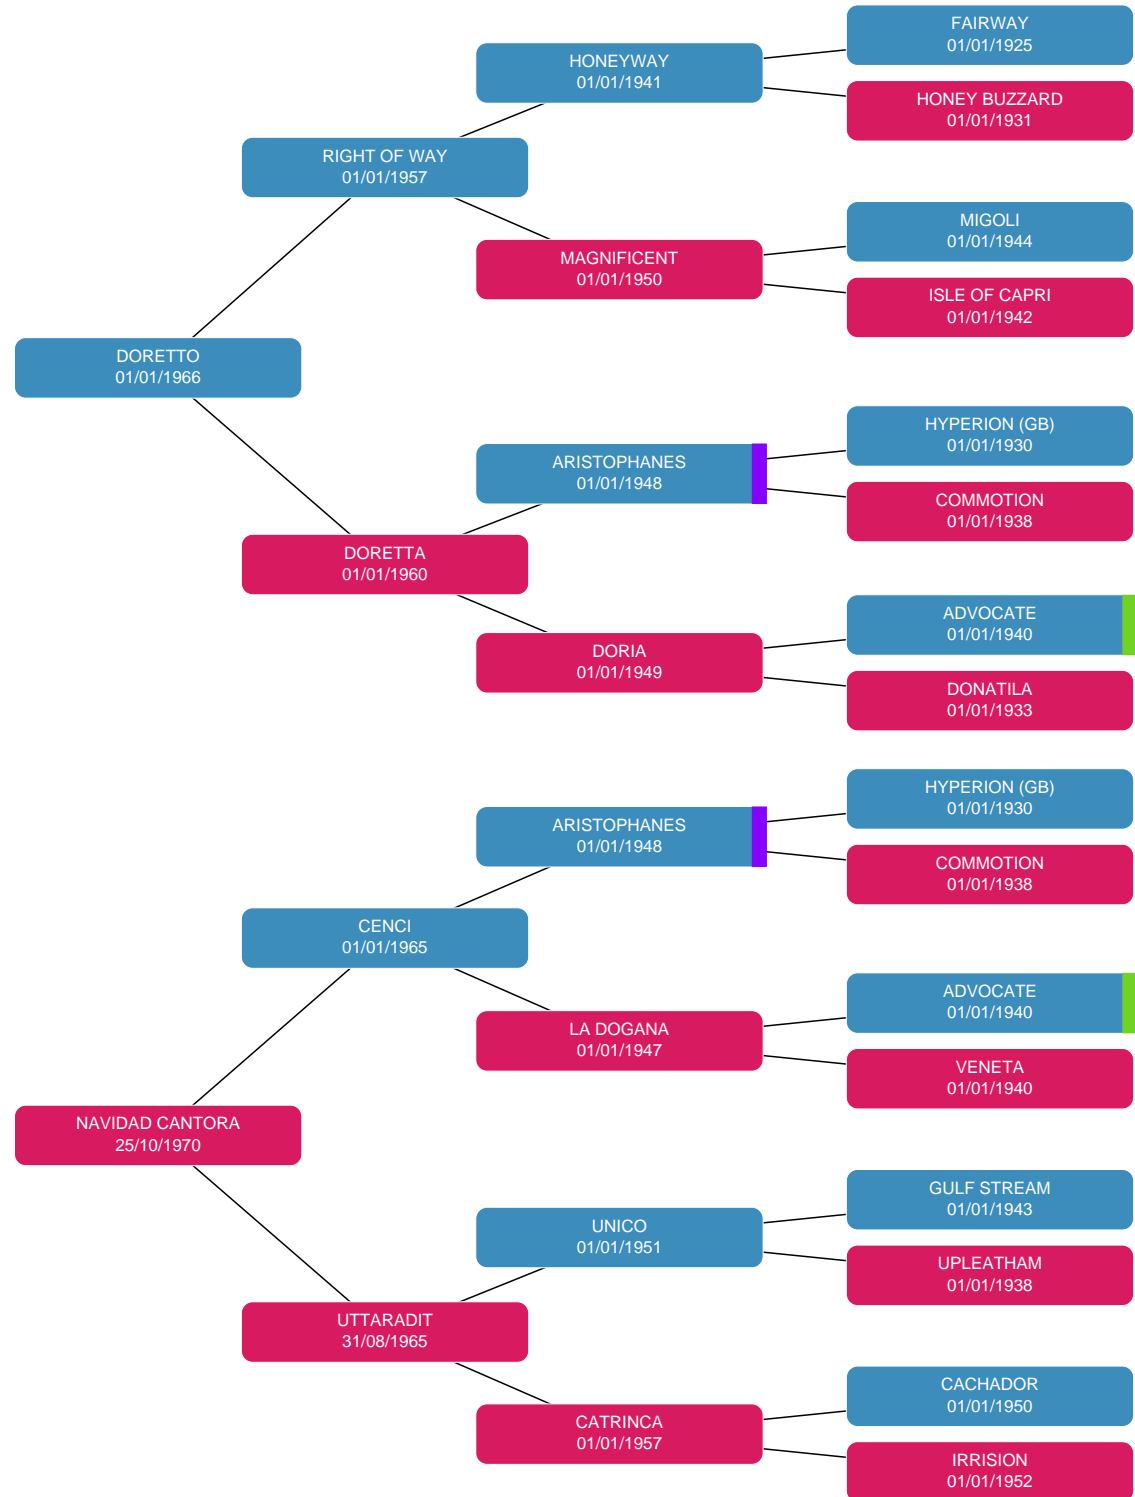 FAIRWAY
01/01/1925
HONEYWAY
01/01/1941
HONEY BUZZARD
01/01/1931
RIGHT OF WAY
01/01/1957
MIGOLI
01/01/1944
MAGNIFICENT
01/01/1950
ISLE OF CAPRI
01/01/1942
DORETTO
01/01/1966
HYPERION (GB)
01/01/1930
ARISTOPHANES
01/01/1948
COMMOTION
01/01/1938
DORETTA
01/01/1960
ADVOCATE
01/01/1940
DORIA
01/01/1949
DONATILA
01/01/1933
HYPERION (GB)
01/01/1930
ARISTOPHANES
01/01/1948
COMMOTION
01/01/1938
CENCI
01/01/1965
ADVOCATE
01/01/1940
LA DOGANA
01/01/1947
VENETA
01/01/1940
NAVIDAD CANTORA
25/10/1970
GULF STREAM
01/01/1943
UNICO
01/01/1951
UPLEATHAM
01/01/1938
UTTARADIT
31/08/1965
CACHADOR
01/01/1950
CATRINCA
01/01/1957
IRRISION
01/01/1952